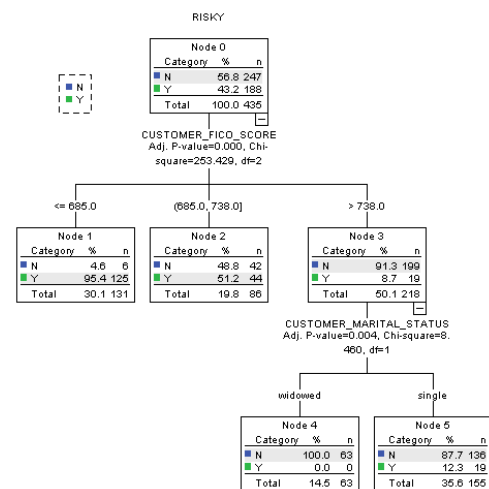 RISKY
Node 0
Category % n
N 56.8 247
Y 43.2 188
Total 100.0 435
N
Y
CUSTOMER_FICO_SCORE
Adj. P-value=0.000, Chi-
square=253.429, df=2
<= 685.0
(685.0, 738.0]
> 738.0
Node 1
Category % n
N 4.6 6
Y 95.4 125
Total 30.1 131
Node 2
Category % n
N 48.8 42
Y 51.2 44
Total 19.8 86
Node 3
Category % n
N 91.3 199
Y 8.7 19
Total 50.1 218
CUSTOMER_MARITAL_STATUS
Adj. P-value=0.004, Chi-square=8.
460, df=1
widowed
single
Node 4
Category % n
N 100.0 63
Y 0.0 0
Total 14.5 63
Node 5
Category % n
N 87.7 136
Y 12.3 19
Total 35.6 155